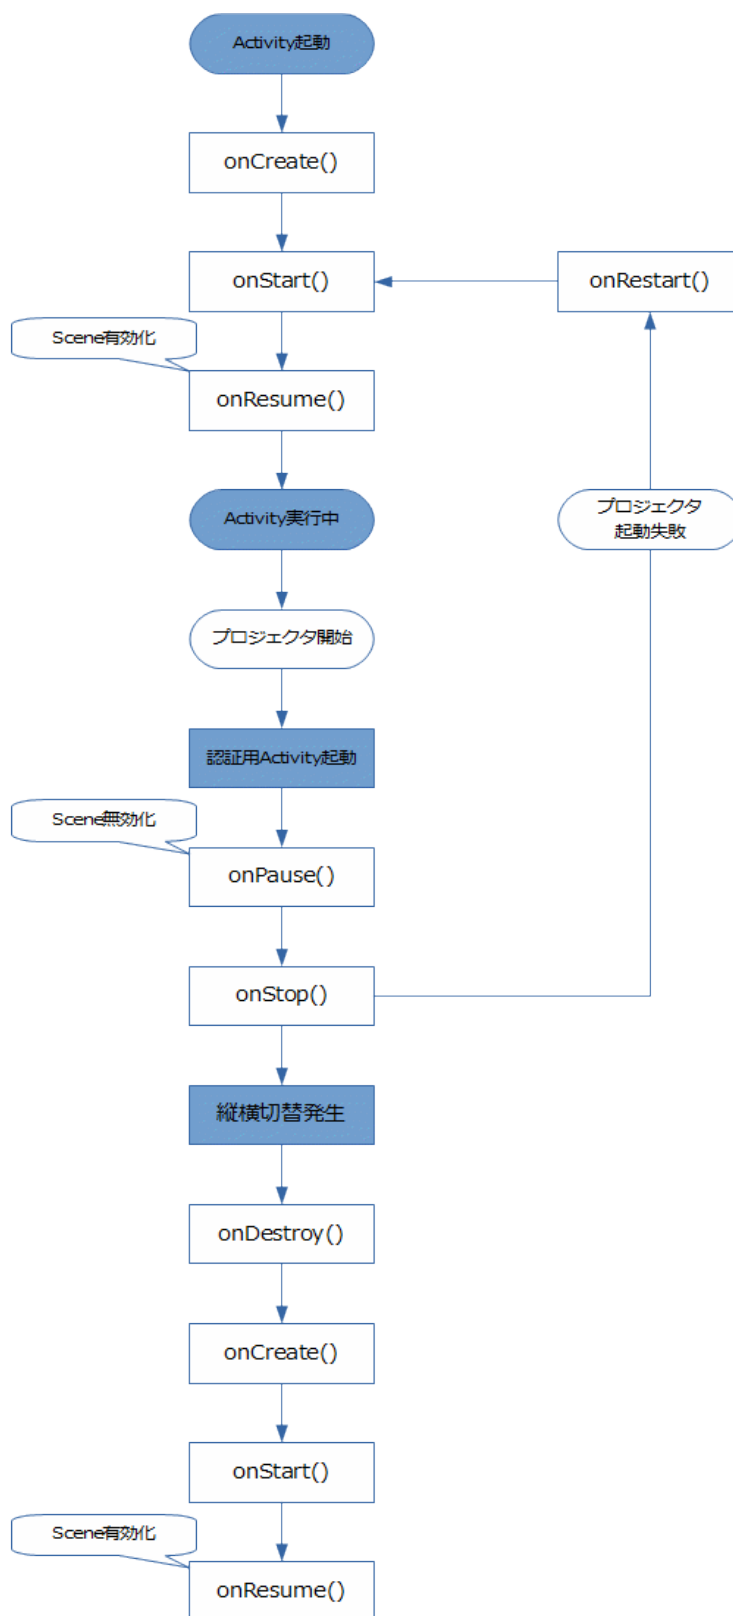 Activity起動
onCreate()
onStart()
onRestart()
Scene有効化
onResume()
Activity実行中
プロジェクタ
起動失敗
プロジェクタ開始
認証用Activity起動
Scene無効化
onPause()
onStop()
縦横切替発生
onDestroy()
onCreate()
onStart()
Scene有効化
onResume()